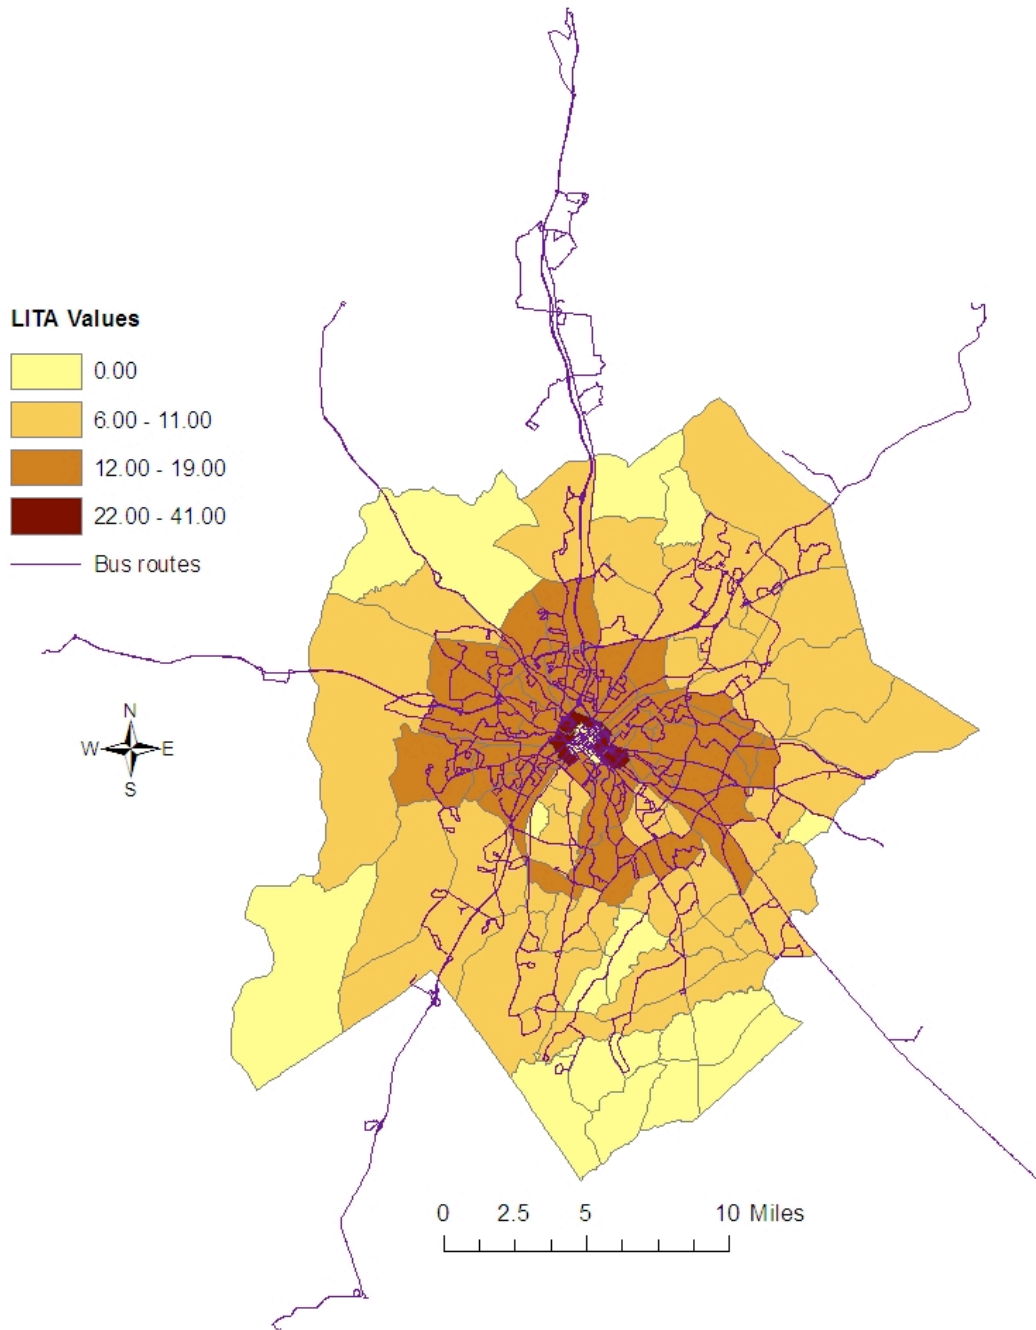 LITA Values
0.00
6.00 - 11.00
12.00 - 19.00
22.00 - 41.00
Bus routes
N
W E
S
0 2.5 5 10 Miles